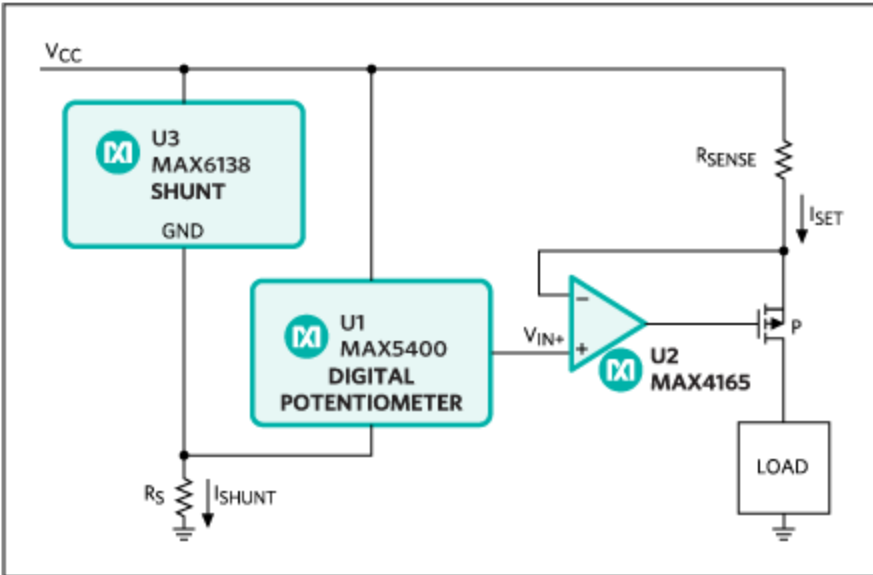 VCC
U3
MAX6138
SHUNT
GND
RSENSE
ISET
U1
MAX5400
DIGITAL
POTENTIOMETER
VIN+
−
+
U2
MAX4165
P
LOAD
RS
ISHUNT